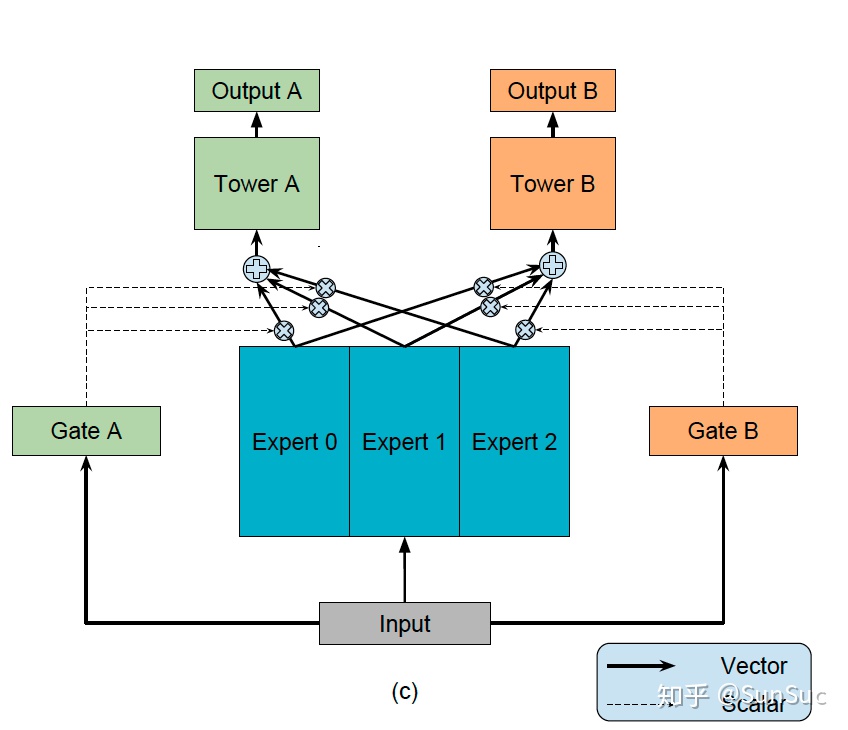 Output A
Output B
Tower A
Tower B
Gate A
Expert 0
Expert 1
Expert 2
Gate B
Input
Vector
Scalar
知乎 @SunSuc
(c)